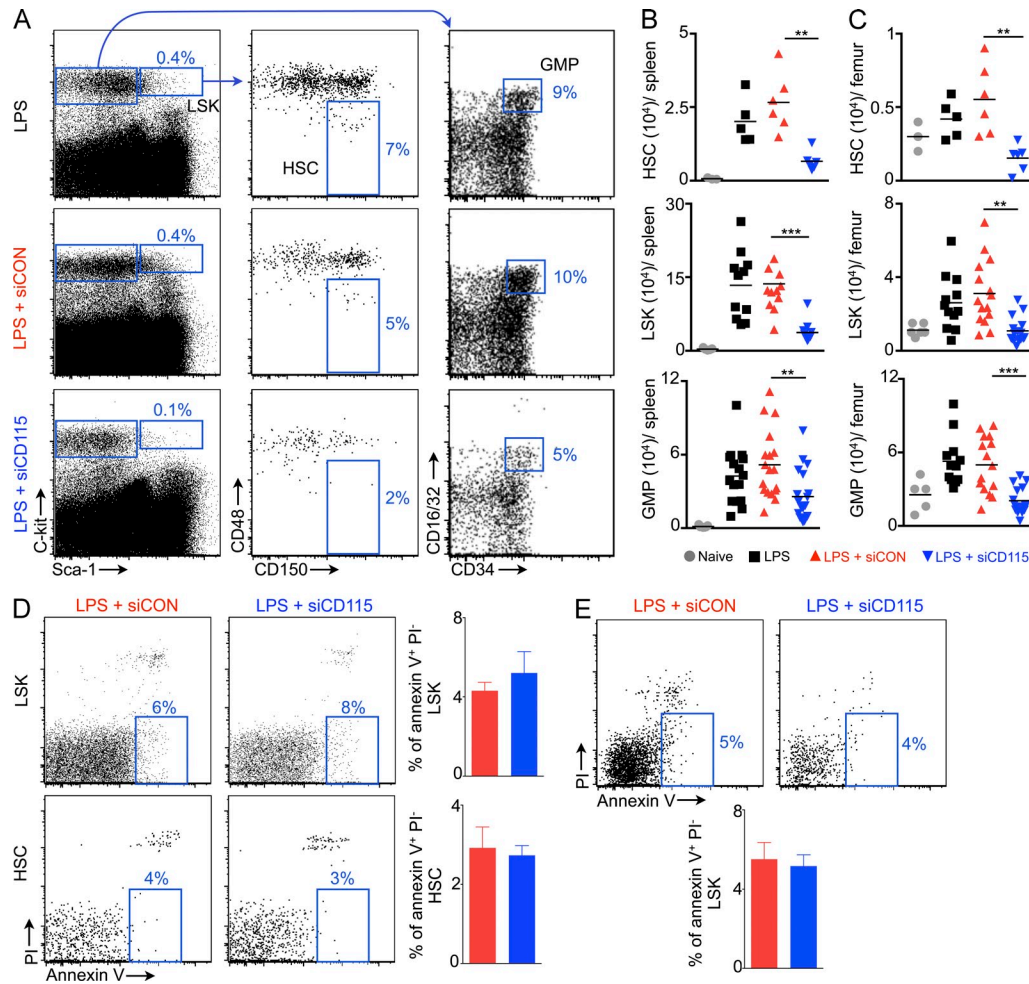 A
B
C
LPS
LPS + siCON
LPS + siCD115
0.4%
LSK
HSC
7%
GMP
9%
0.4%
5%
10%
0.1%
2%
5%
C-kit
Sca-1
CD48
CD150
CD16/32
CD34
HSC (10⁴)/ spleen
5
2.5
0
**
HSC (10⁴)/ femur
1
0.5
0
**
LSK (10⁴)/ spleen
30
15
0
***
LSK (10⁴)/ femur
8
4
0
**
GMP (10⁴)/ spleen
12
6
0
**
GMP (10⁴)/ femur
12
6
0
***
Naive LPS LPS + siCON LPS + siCD115
D
LPS + siCON
LPS + siCD115
LSK
6%
8%
% of annexin V⁺ PI⁻
LSK
8
4
0
HSC
4%
3%
PI
Annexin V
% of annexin V⁺ PI⁻
HSC
4
2
0
E
LPS + siCON
LPS + siCD115
5%
4%
PI
Annexin V
% of annexin V⁺ PI⁻
LSK
8
4
0